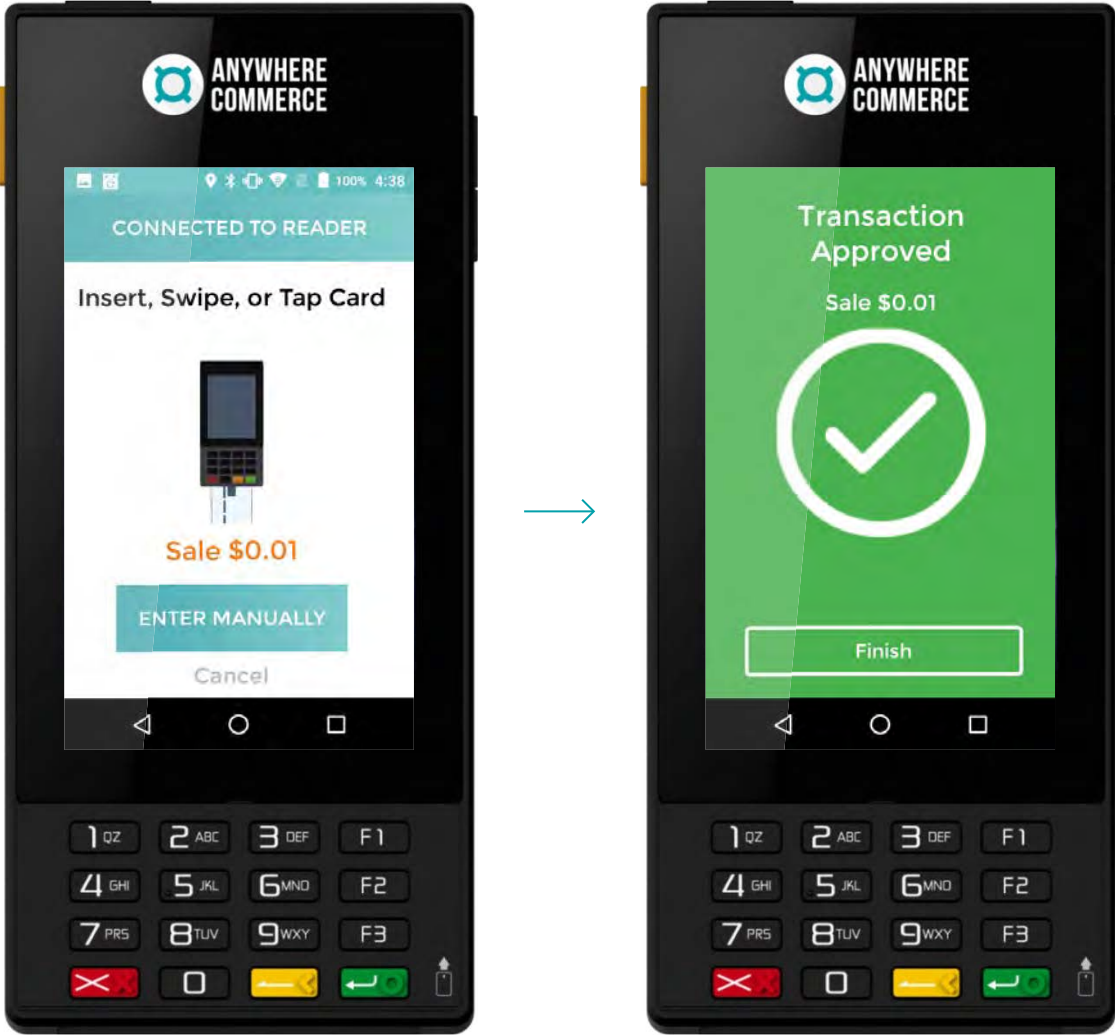 ANYWHERE
COMMERCE
100% 4:38
CONNECTED TO READER
Insert, Swipe, or Tap Card
Sale $0.01
ENTER MANUALLY
Cancel
1 QZ 2 ABC 3 DEF F1
4 GHI 5 JKL 6 MNO F2
7 PRS 8 TUV 9 WXY F3
0
ANYWHERE
COMMERCE
Transaction
Approved
Sale $0.01
Finish
1 QZ 2 ABC 3 DEF F1
4 GHI 5 JKL 6 MNO F2
7 PRS 8 TUV 9 WXY F3
0